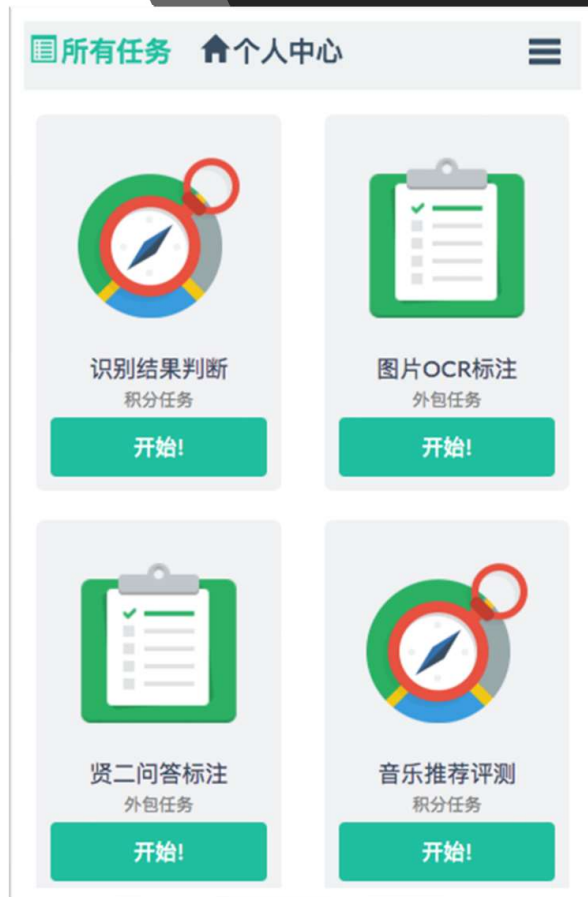 所有任务 个人中心
识别结果判断
积分任务
开始!
图片OCR标注
外包任务
开始!
贤二问答标注
外包任务
开始!
音乐推荐评测
积分任务
开始!